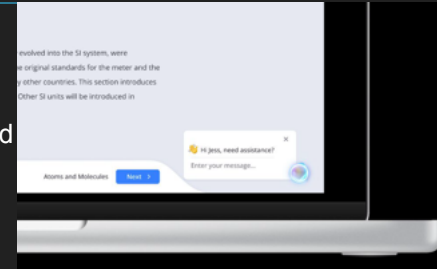 revolved into the SI system, were
e original standards for the meter and the
y other countries. This section introduces
Other SI units will be introduced in
d
Hi Jess, need assistance?
Enter your message...
Atoms and Molecules
Next >